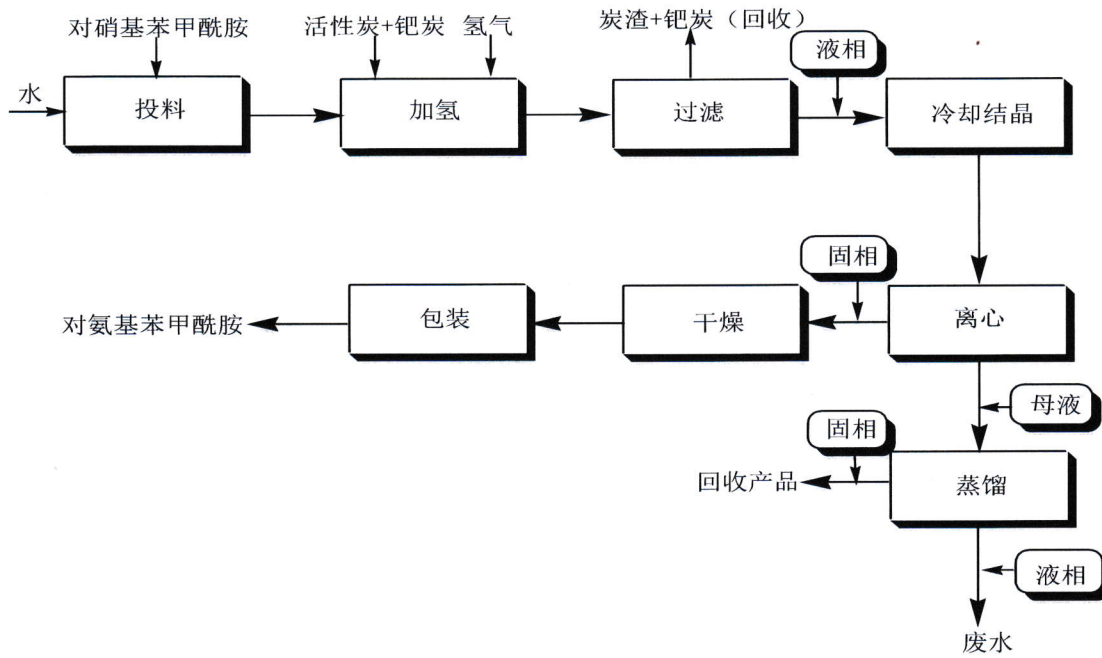 对硝基苯甲酰胺
活性炭+钯炭
氢气
炭渣+钯炭（回收）
液相
水
投料
加氢
过滤
冷却结晶
固相
对氨基苯甲酰胺
包装
干燥
离心
母液
固相
回收产品
蒸馏
液相
废水